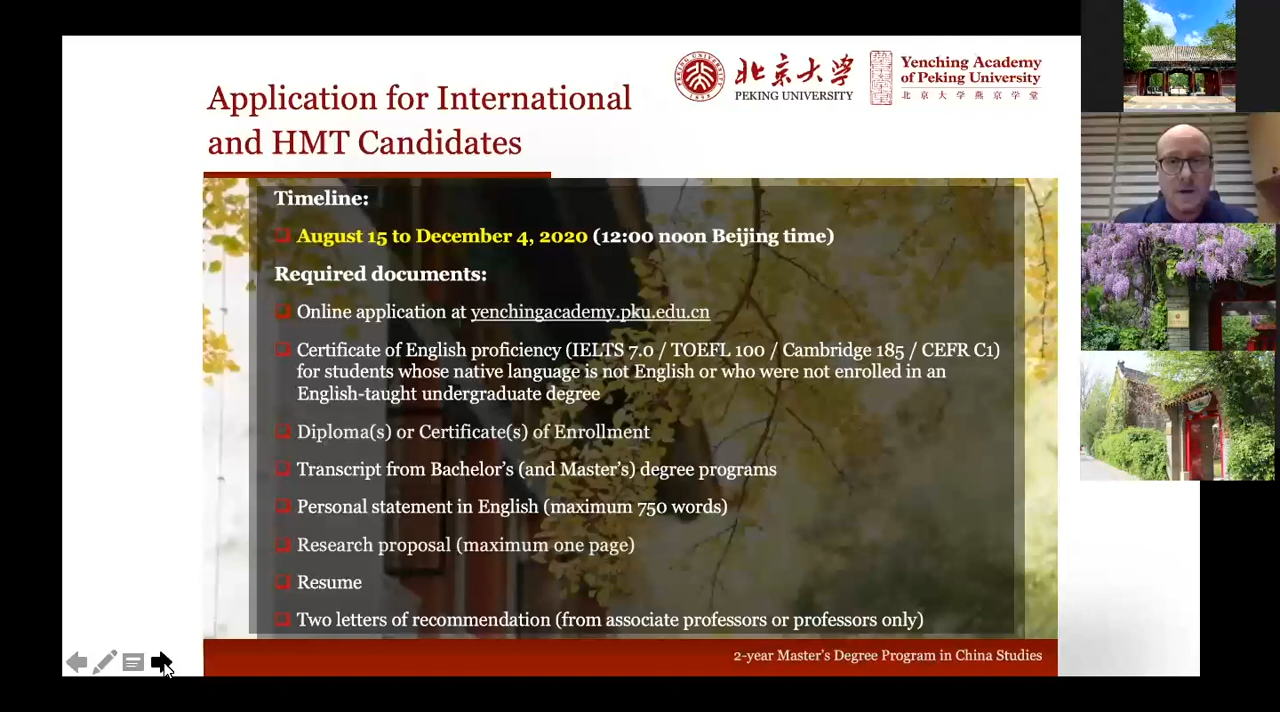 Application for International
and HMT Candidates
北京大学
PEKING UNIVERSITY
Yenching Academy
of Peking University
北京大学燕京学堂
Timeline:
August 15 to December 4, 2020 (12:00 noon Beijing time)
Required documents:
Online application at yenchingacademy.pku.edu.cn
Certificate of English proficiency (IELTS 7.0 / TOEFL 100 / Cambridge 185 / CEFR C1)
for students whose native language is not English or who were not enrolled in an
English-taught undergraduate degree
Diploma(s) or Certificate(s) of Enrollment
Transcript from Bachelor’s (and Master’s) degree programs
Personal statement in English (maximum 750 words)
Research proposal (maximum one page)
Resume
Two letters of recommendation (from associate professors or professors only)
2-year Master’s Degree Program in China Studies